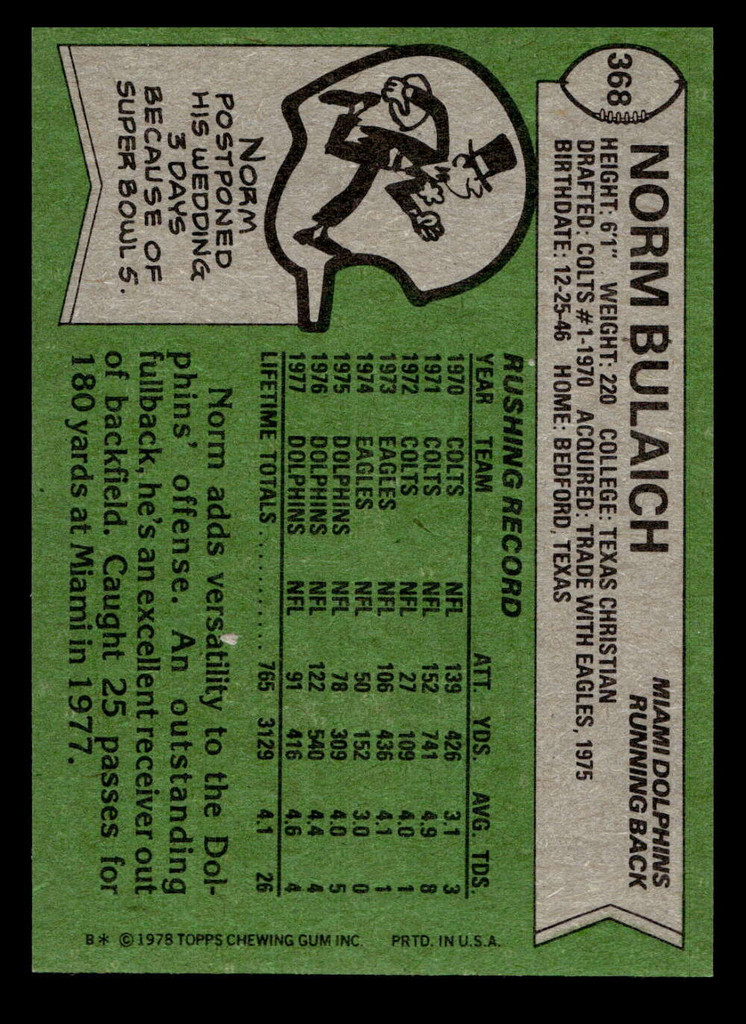 368
NORM BULAICH
MIAMI DOLPHINS
RUNNING BACK
HEIGHT: 6'1" WEIGHT: 220 COLLEGE: TEXAS CHRISTIAN
DRAFTED: COLTS #1-1970 ACQUIRED: TRADE WITH EAGLES, 1975
BIRTHDATE: 12-25-46 HOME: BEDFORD, TEXAS
RUSHING RECORD
YEAR TEAM ATT. YDS. AVG. TDS.
1970 COLTS NFL 139 426 3.1 3
1971 COLTS NFL 152 741 4.9 8
1972 COLTS NFL 27 109 4.0 1
1973 EAGLES NFL 106 436 4.1 1
1974 EAGLES NFL 50 152 3.0 0
1975 DOLPHINS NFL 78 309 4.0 5
1976 DOLPHINS NFL 122 540 4.4 4
1977 DOLPHINS NFL 91 416 4.6 4
LIFETIME TOTALS ............ 765 3129 4.1 26
NORM
POSTPONED
HIS WEDDING
3 DAYS
BECAUSE OF
SUPER BOWL 5.
Norm adds versatility to the Dol-
phins' offense. An outstanding
fullback, he's an excellent receiver out
of backfield. Caught 25 passes for
180 yards at Miami in 1977.
B* ©1978 TOPPS CHEWING GUM INC. PRTD. IN U.S.A.